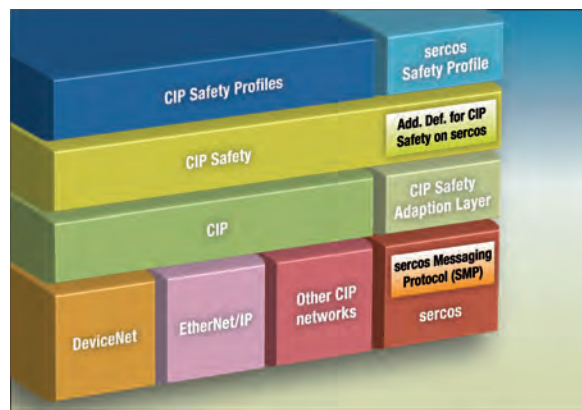 CIP Safety Profiles
sercos
Safety Profile
CIP Safety
Add. Def. for CIP
Safety on sercos
CIP
CIP Safety
Adaption Layer
DeviceNet
EtherNet/IP
Other CIP
networks
sercos Messaging
Protocol (SMP)
sercos